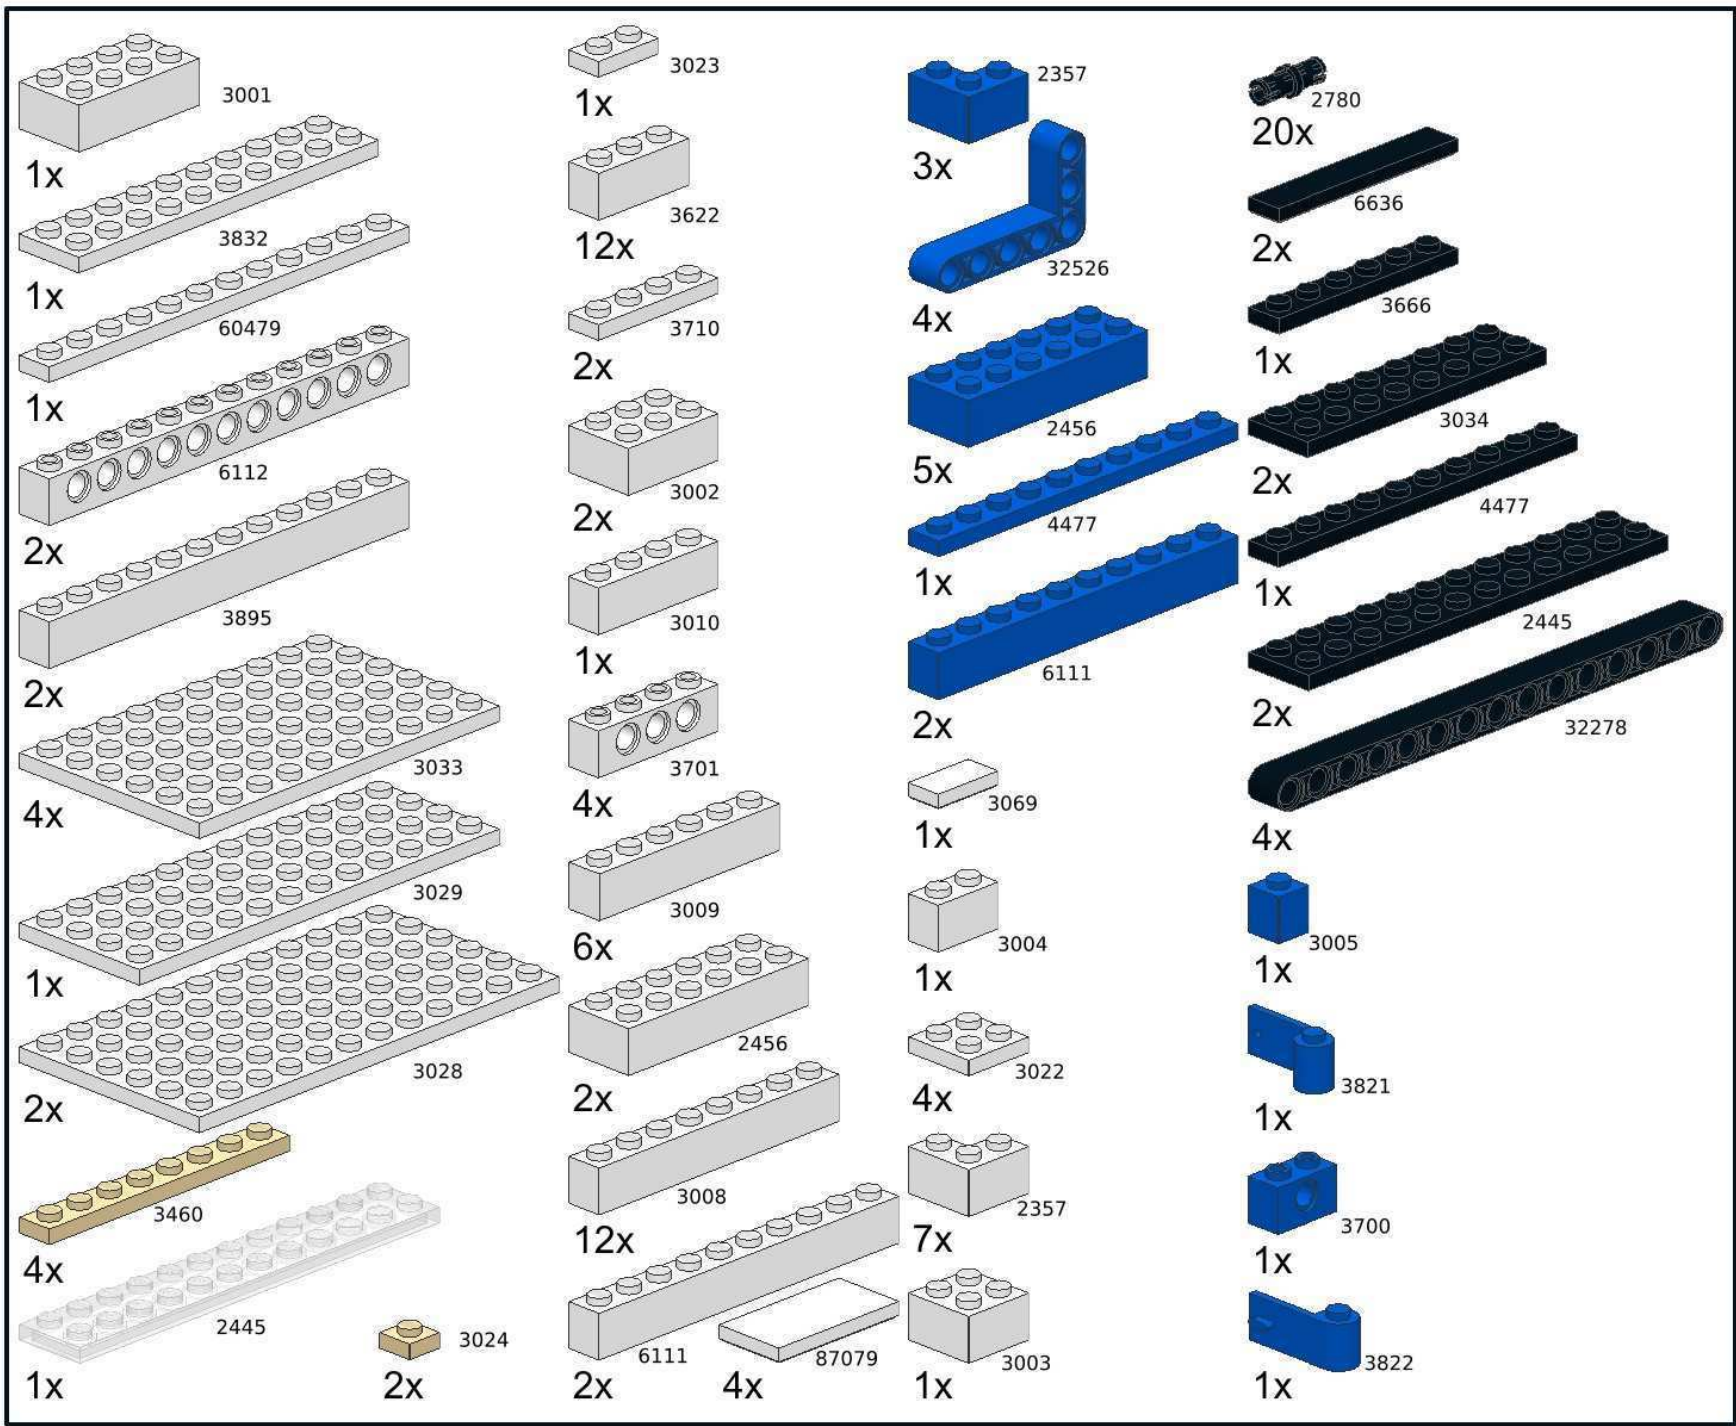 3001
1x
3832
1x
60479
1x
6112
2x
3895
2x
3033
4x
3029
1x
3028
2x
3460
4x
2445
1x
3024
2x
3023
1x
3622
12x
3710
2x
3002
2x
3010
1x
3701
4x
3009
6x
2456
2x
3008
12x
6111
2x
87079
4x
2357
3x
32526
4x
2456
5x
4477
1x
6111
2x
3069
1x
3004
1x
3022
4x
2357
7x
3003
1x
2780
20x
6636
2x
3666
1x
3034
2x
4477
1x
2445
2x
32278
4x
3005
1x
3821
1x
3700
1x
3822
1x